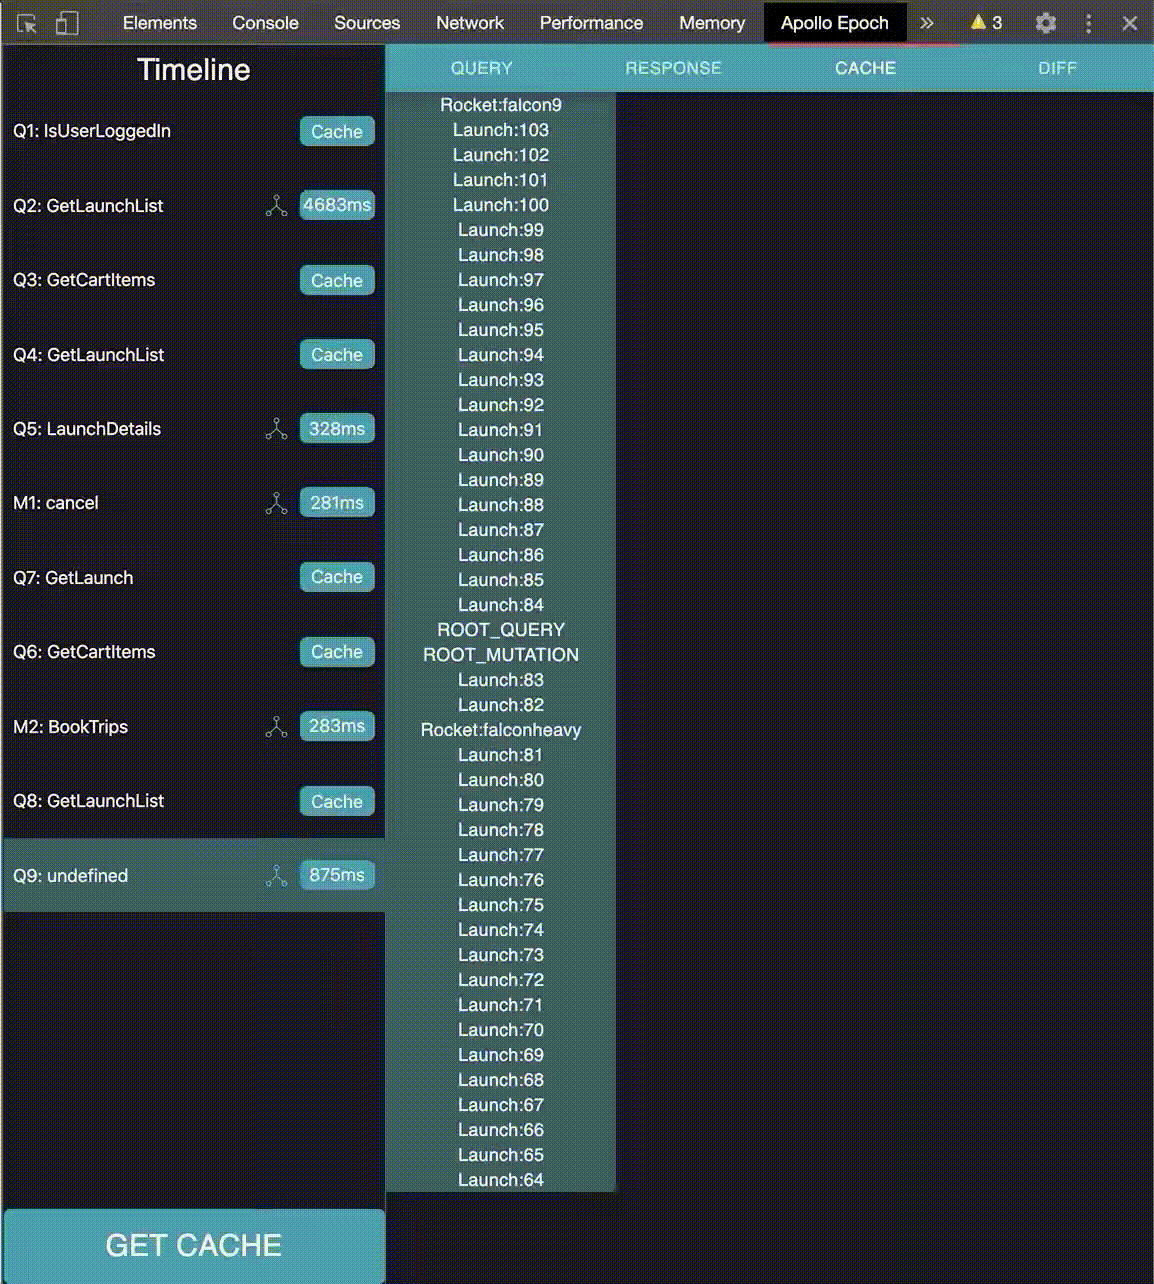 Elements Console Sources Network Performance Memory Apollo Epoch » 3
Timeline
Q1: IsUserLoggedIn Cache
Q2: GetLaunchList 4683ms
Q3: GetCartItems Cache
Q4: GetLaunchList Cache
Q5: LaunchDetails 328ms
M1: cancel 281ms
Q7: GetLaunch Cache
Q6: GetCartItems Cache
M2: BookTrips 283ms
Q8: GetLaunchList Cache
Q9: undefined 875ms
GET CACHE
QUERY RESPONSE CACHE DIFF
Rocket:falcon9
Launch:103
Launch:102
Launch:101
Launch:100
Launch:99
Launch:98
Launch:97
Launch:96
Launch:95
Launch:94
Launch:93
Launch:92
Launch:91
Launch:90
Launch:89
Launch:88
Launch:87
Launch:86
Launch:85
Launch:84
ROOT_QUERY
ROOT_MUTATION
Launch:83
Launch:82
Rocket:falconheavy
Launch:81
Launch:80
Launch:79
Launch:78
Launch:77
Launch:76
Launch:75
Launch:74
Launch:73
Launch:72
Launch:71
Launch:70
Launch:69
Launch:68
Launch:67
Launch:66
Launch:65
Launch:64